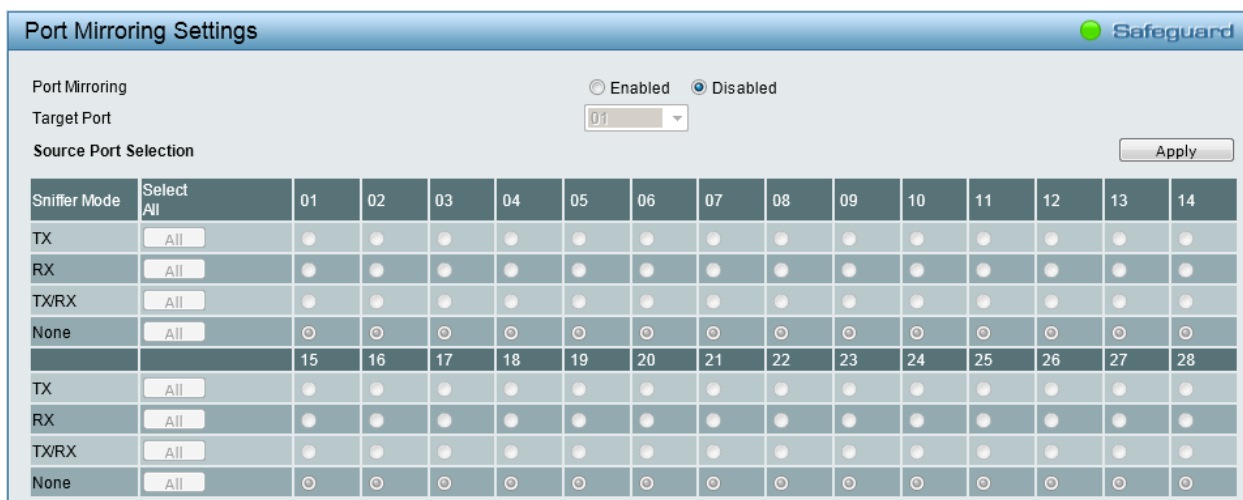 Port Mirroring Settings Safeguard
Port Mirroring Enabled Disabled
Target Port 01
Source Port Selection Apply
Sniffer Mode Select All 01 02 03 04 05 06 07 08 09 10 11 12 13 14
TX All
RX All
TX/RX All
None All
15 16 17 18 19 20 21 22 23 24 25 26 27 28
TX All
RX All
TX/RX All
None All